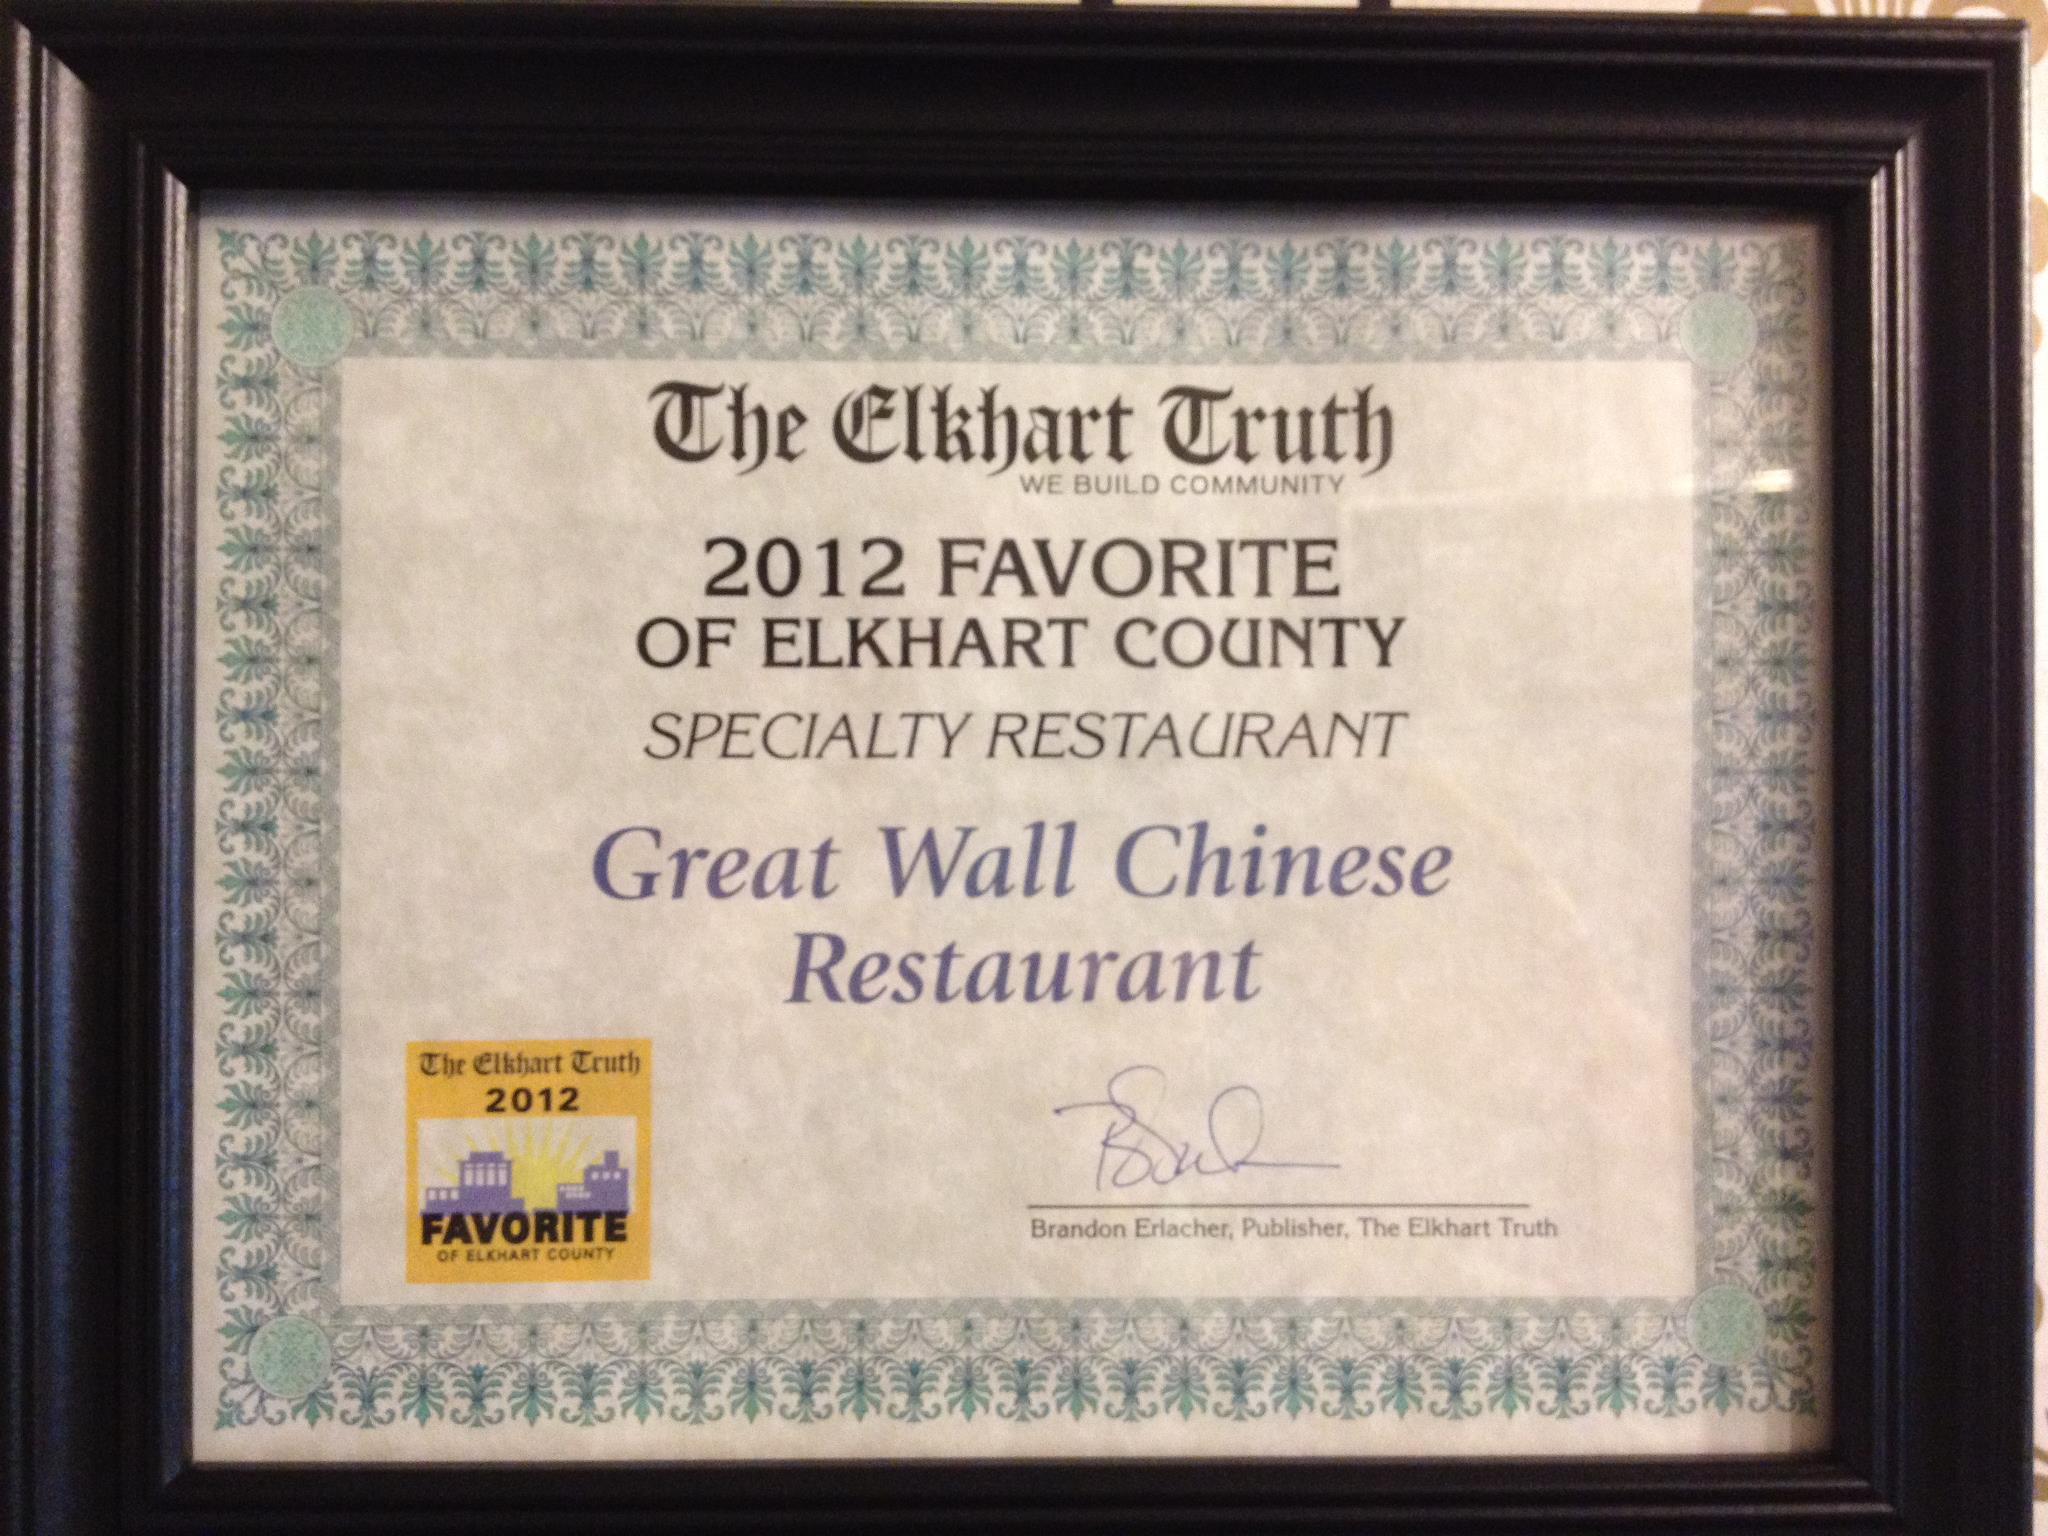 The Elkhart Truth
WE BUILD COMMUNITY
2012 FAVORITE
OF ELKHART COUNTY
SPECIALTY RESTAURANT
Great Wall Chinese
Restaurant
The Elkhart Truth
2012
FAVORITE
OF ELKHART COUNTY
Brandon Erlacher, Publisher, The Elkhart Truth